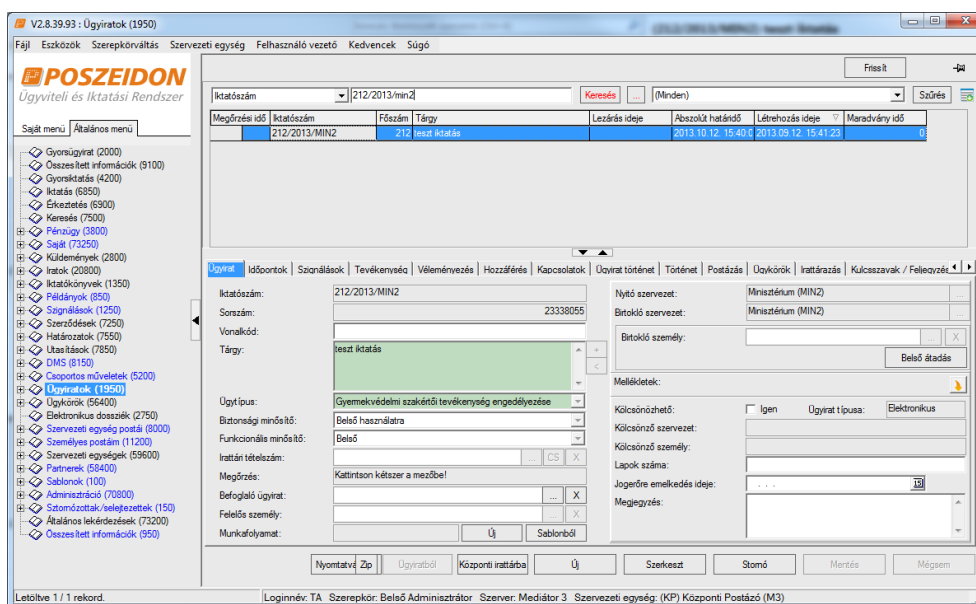 V2.8.39.93 : Ügyiratok (1950)
Fájl Eszközök Szerepkörváltás Szervezeti egység Felhasználó vezető Kedvencek Súgó
POSZEIDON
Ügyviteli és Iktatási Rendszer
Saját menü Általános menü
Gyorsügyirat (2000)
Összesített információk (9100)
Gyorsiktatás (4200)
Iktatás (6850)
Érkeztetés (6900)
Keresés (7500)
Pénzügy (3800)
Saját (73250)
Küldemények (2800)
Iratok (20800)
Iktatókönyvek (1350)
Példányok (850)
Szignálások (1250)
Szerződések (7250)
Határozatok (7550)
Utasítások (7850)
DMS (8150)
Csoportos műveletek (5200)
Ügyiratok (1950)
Ügykörök (56400)
Elektronikus dossziék (2750)
Szervezeti egység postái (8000)
Személyes postáim (11200)
Szervezeti egységek (59600)
Partnerek (58400)
Sablonok (100)
Adminisztráció (70800)
Sztornózottak/selejtezettek (150)
Általános lekérdezések (73200)
Összesített információk (950)
Frissít
Iktatószám 212/2013/min2 Keresés ... (Minden) Szűrés
Megőrzési idő Iktatószám Főszám Tárgy Lezárás ideje Abszolút határidő Létrehozás ideje Maradvány idő
212/2013/MIN2 212 teszt iktatás 2013.10.12. 15:40:0 2013.09.12. 15:41:23 0
Ügyirat Időpontok Szignálások Tevékenység Véleményezés Hozzáférés Kapcsolatok Ügyirat történet Történet Postázás Ügykörök Irattárazás Kulcsszavak / Feljegyzés
Iktatószám: 212/2013/MIN2
Sorszám: 23338055
Vonalkód:
Tárgy: teszt iktatás
Ügytípus: Gyermekvédelmi szakértői tevékenység engedélyezése
Biztonsági minősítő: Belső használatra
Funkcionális minősítő: Belső
Irattári tételszám: ... CS X
Megőrzés: Kattintson kétszer a mezőbe!
Befoglaló ügyirat: ... X
Felelős személy: ... X
Munkafolyamat: Új Sablonból
Nyitó szervezet: Minisztérium (MIN2) ...
Birtokló szervezet: Minisztérium (MIN2) ...
Birtokló személy: ... X
Belső átadás
Mellékletek:
Kölcsönözhető: Igen Ügyirat típusa: Elektronikus
Kölcsönző szervezet:
Kölcsönző személy:
Lapok száma:
Jogerőre emelkedés ideje: . . . 15
Megjegyzés:
Nyomtatvá Zip Ügyiratból Központi irattárba Új Szerkeszt Stornó Mentés Mégsem
Letöltve 1 / 1 rekord. Loginnév: TA Szerepkör: Belső Adminisztrátor Szerver: Mediátor 3 Szervezeti egység: (KP) Központi Postázó (M3)